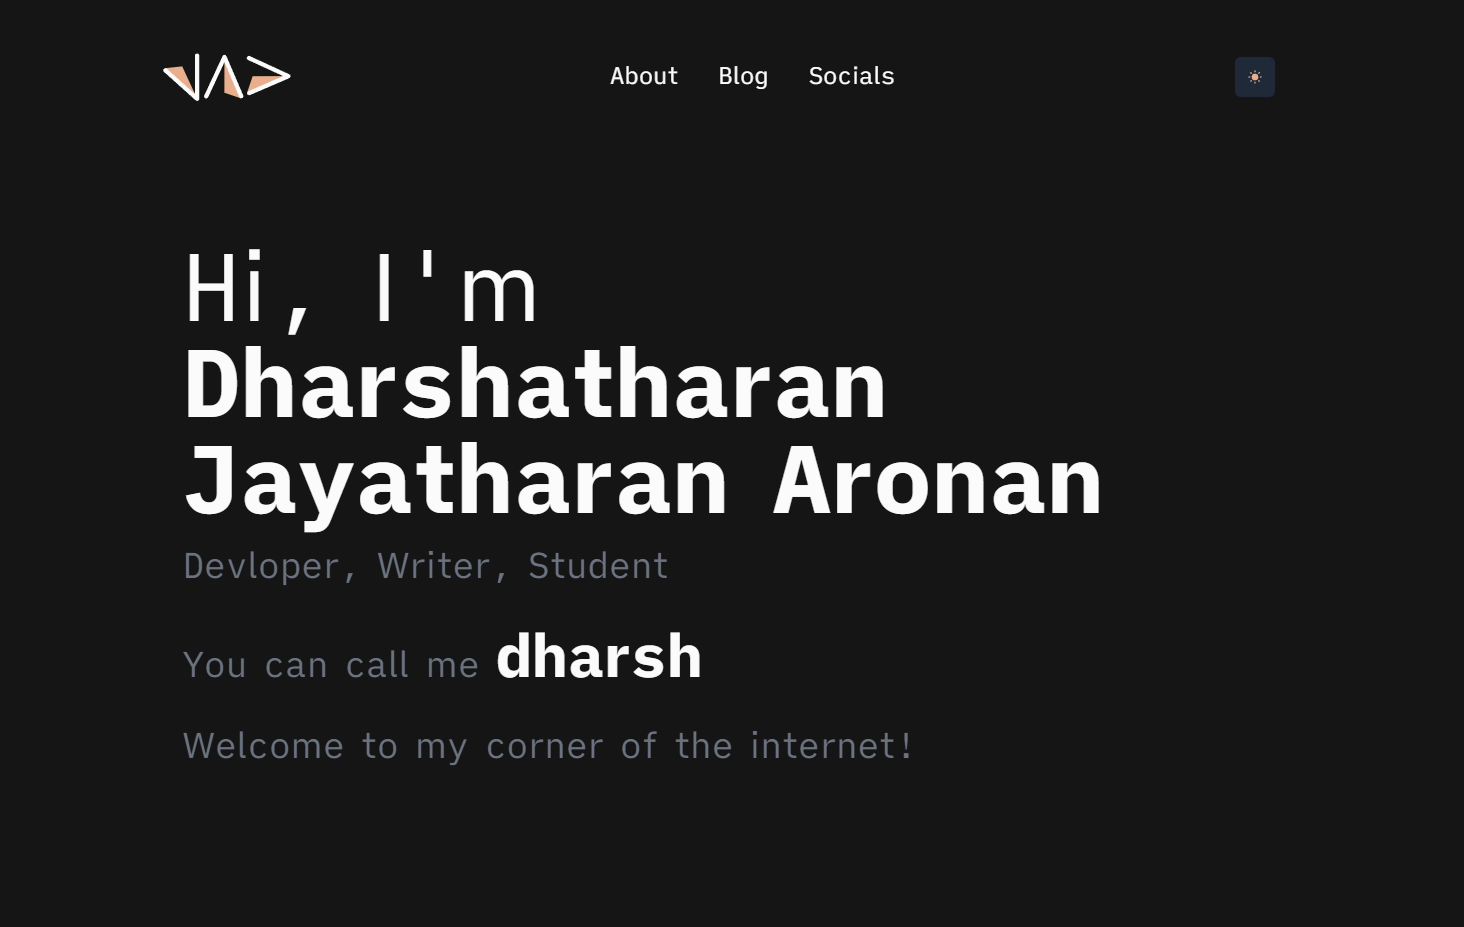 About Blog Socials
Hi, I'm
Dharshatharan
Jayatharan Aronan
Devloper, Writer, Student
You can call me dharsh
Welcome to my corner of the internet!